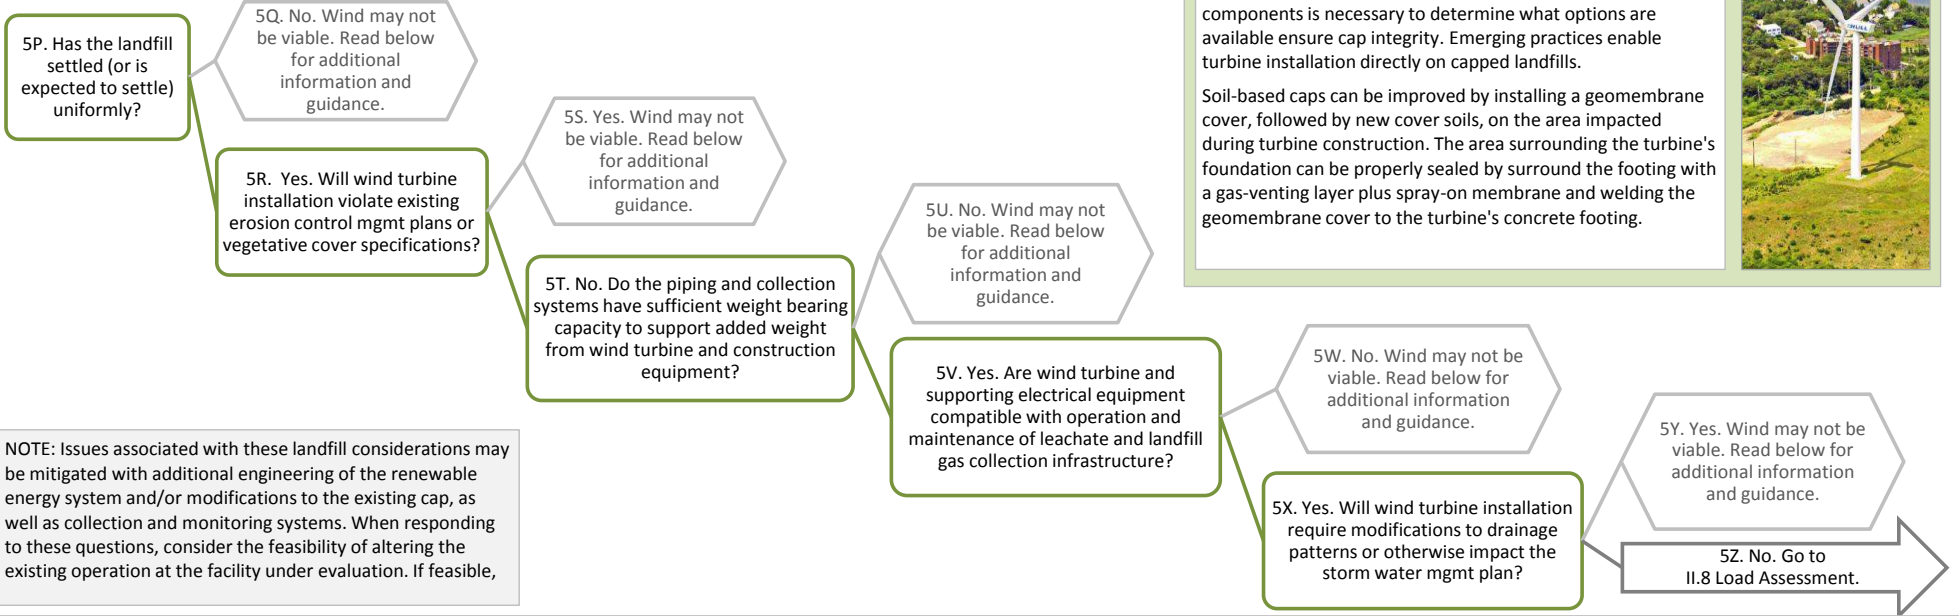 5P. Has the landfill
settled (or is
expected to settle)
uniformly?
5Q. No. Wind may not
be viable. Read below
for additional
information and
guidance.
5R.  Yes. Will wind turbine
installation violate existing
erosion control mgmt plans or
vegetative cover specifications?
5S. Yes. Wind may not
be viable. Read below
for additional
information and
guidance.
5T. No. Do the piping and collection
systems have sufficient weight bearing
capacity to support added weight
from wind turbine and construction
equipment?
5U. No. Wind may not
be viable. Read below
for additional
information and
guidance.
5V. Yes. Are wind turbine and
supporting electrical equipment
compatible with operation and
maintenance of leachate and landfill
gas collection infrastructure?
5W. No. Wind may not be
viable. Read below for
additional information
and guidance.
5X. Yes. Will wind turbine installation
require modifications to drainage
patterns or otherwise impact the
storm water mgmt plan?
5Y. Yes. Wind may not be
viable. Read below for
additional information
and guidance.
5Z. No. Go to
II.8 Load Assessment.
components is necessary to determine what options are
available ensure cap integrity. Emerging practices enable
turbine installation directly on capped landfills.
Soil-based caps can be improved by installing a geomembrane
cover, followed by new cover soils, on the area impacted
during turbine construction. The area surrounding the turbine's
foundation can be properly sealed by surround the footing with
a gas-venting layer plus spray-on membrane and welding the
geomembrane cover to the turbine's concrete footing.
HULL
NOTE: Issues associated with these landfill considerations may
be mitigated with additional engineering of the renewable
energy system and/or modifications to the existing cap, as
well as collection and monitoring systems. When responding
to these questions, consider the feasibility of altering the
existing operation at the facility under evaluation. If feasible,